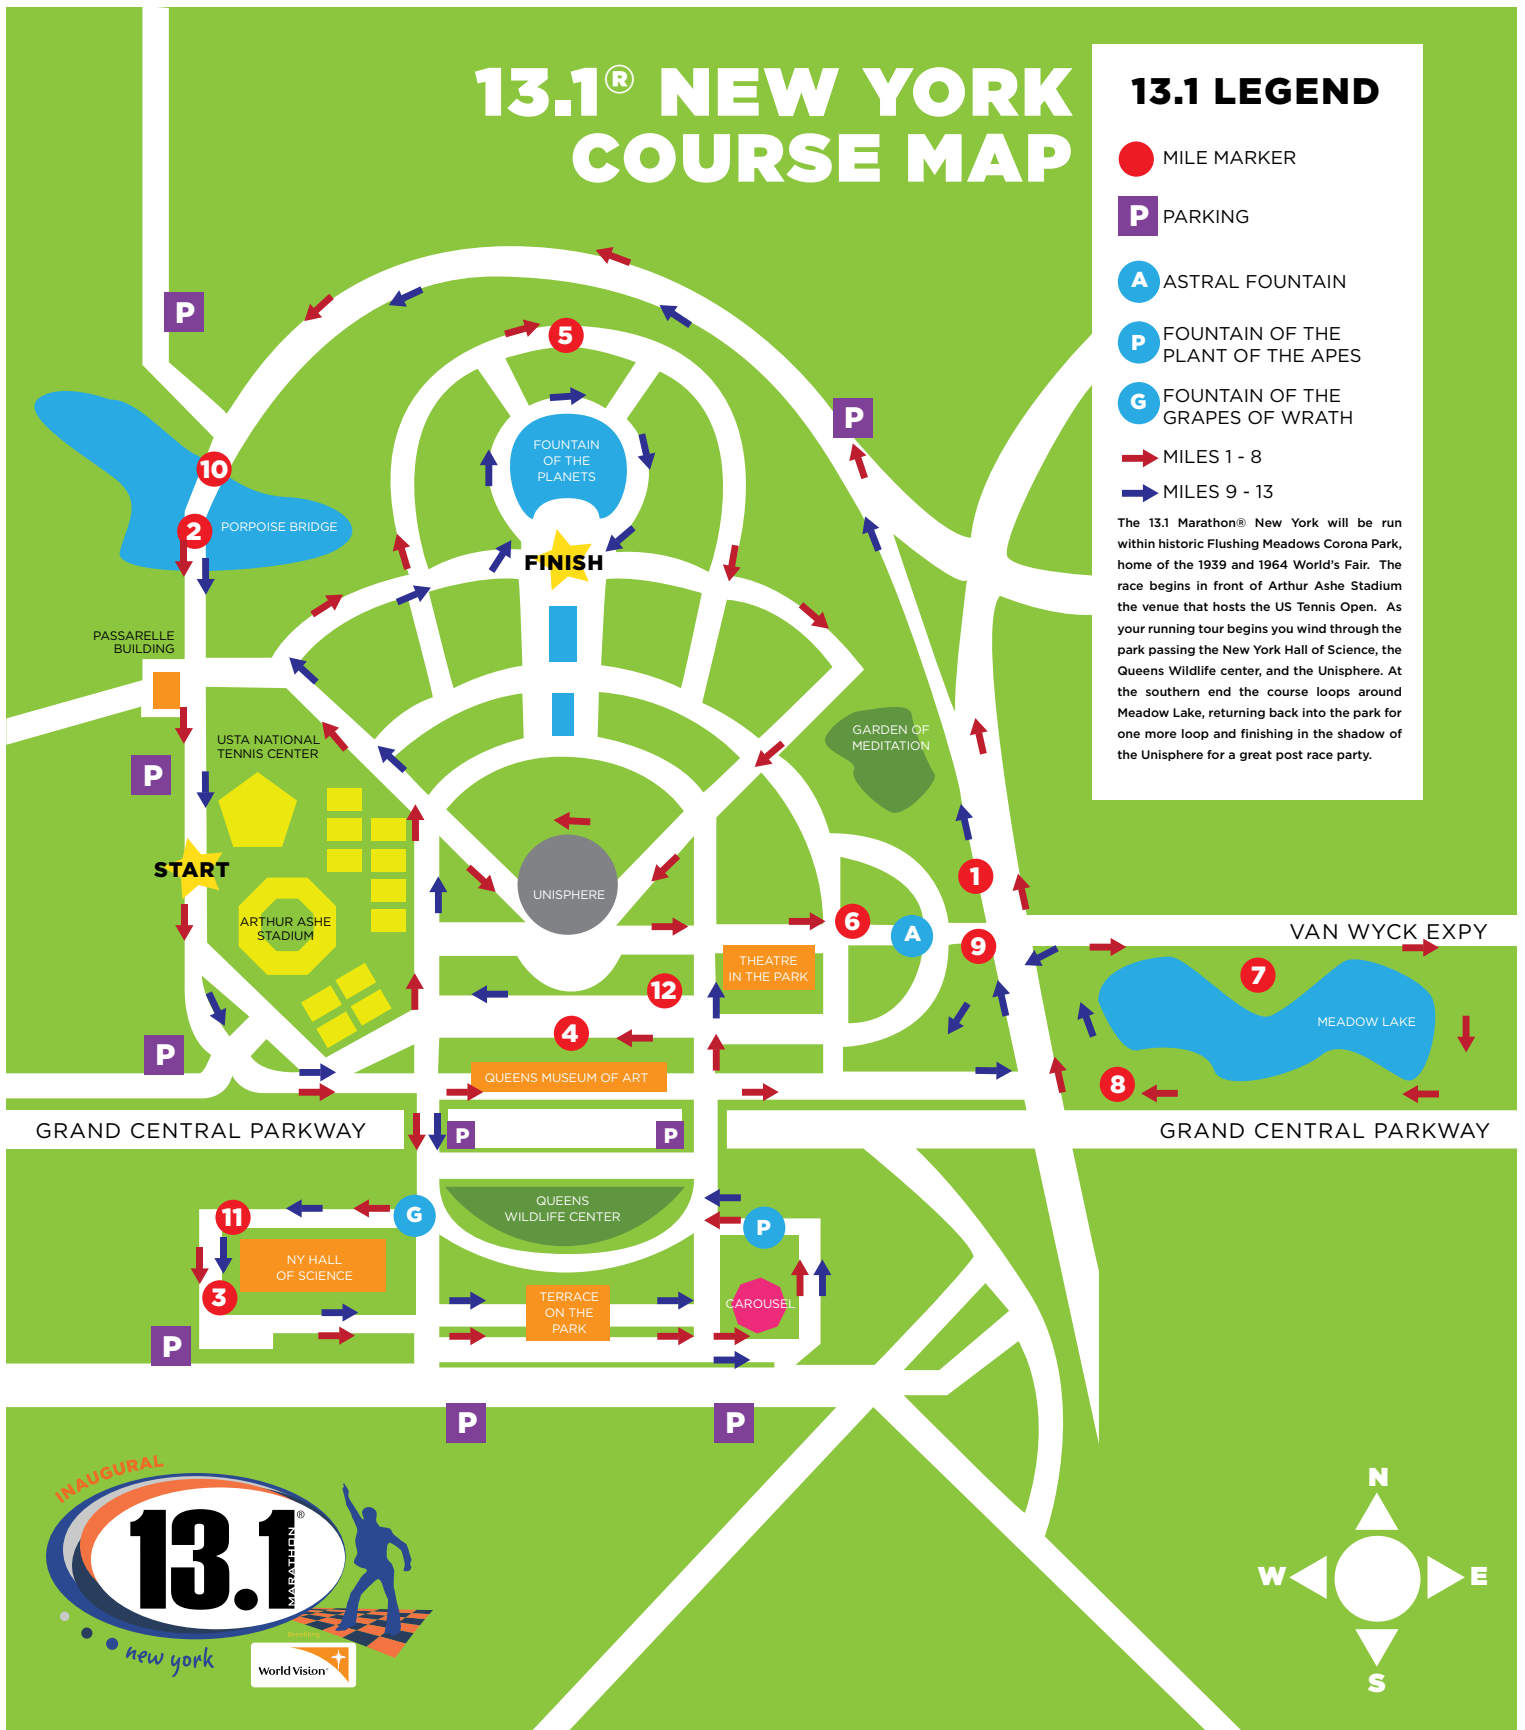 13.1® NEW YORK
COURSE MAP
13.1 LEGEND
MILE MARKER
P PARKING
A ASTRAL FOUNTAIN
P FOUNTAIN OF THE
PLANT OF THE APES
G FOUNTAIN OF THE
GRAPES OF WRATH
MILES 1 - 8
MILES 9 - 13
The 13.1 Marathon® New York will be run
within historic Flushing Meadows Corona Park,
home of the 1939 and 1964 World's Fair. The
race begins in front of Arthur Ashe Stadium
the venue that hosts the US Tennis Open. As
your running tour begins you wind through the
park passing the New York Hall of Science, the
Queens Wildlife center, and the Unisphere. At
the southern end the course loops around
Meadow Lake, returning back into the park for
one more loop and finishing in the shadow of
the Unisphere for a great post race party.
P
5
P
FOUNTAIN
OF THE
PLANETS
10
2
PORPOISE BRIDGE
FINISH
PASSARELLE
BUILDING
USTA NATIONAL
TENNIS CENTER
GARDEN OF
MEDITATION
P
START
UNISPHERE
1
ARTHUR ASHE
STADIUM
6
A
9
VAN WYCK EXPY
THEATRE
IN THE PARK
7
12
4
MEADOW LAKE
P
QUEENS MUSEUM OF ART
8
GRAND CENTRAL PARKWAY
P
P
GRAND CENTRAL PARKWAY
11
G
QUEENS
WILDLIFE CENTER
P
NY HALL
OF SCIENCE
3
TERRACE
ON THE
PARK
CAROUSEL
P
P
P
INAUGURAL
13.1®
MARATHON
new york
Benefiting
World Vision®
N
W
E
S